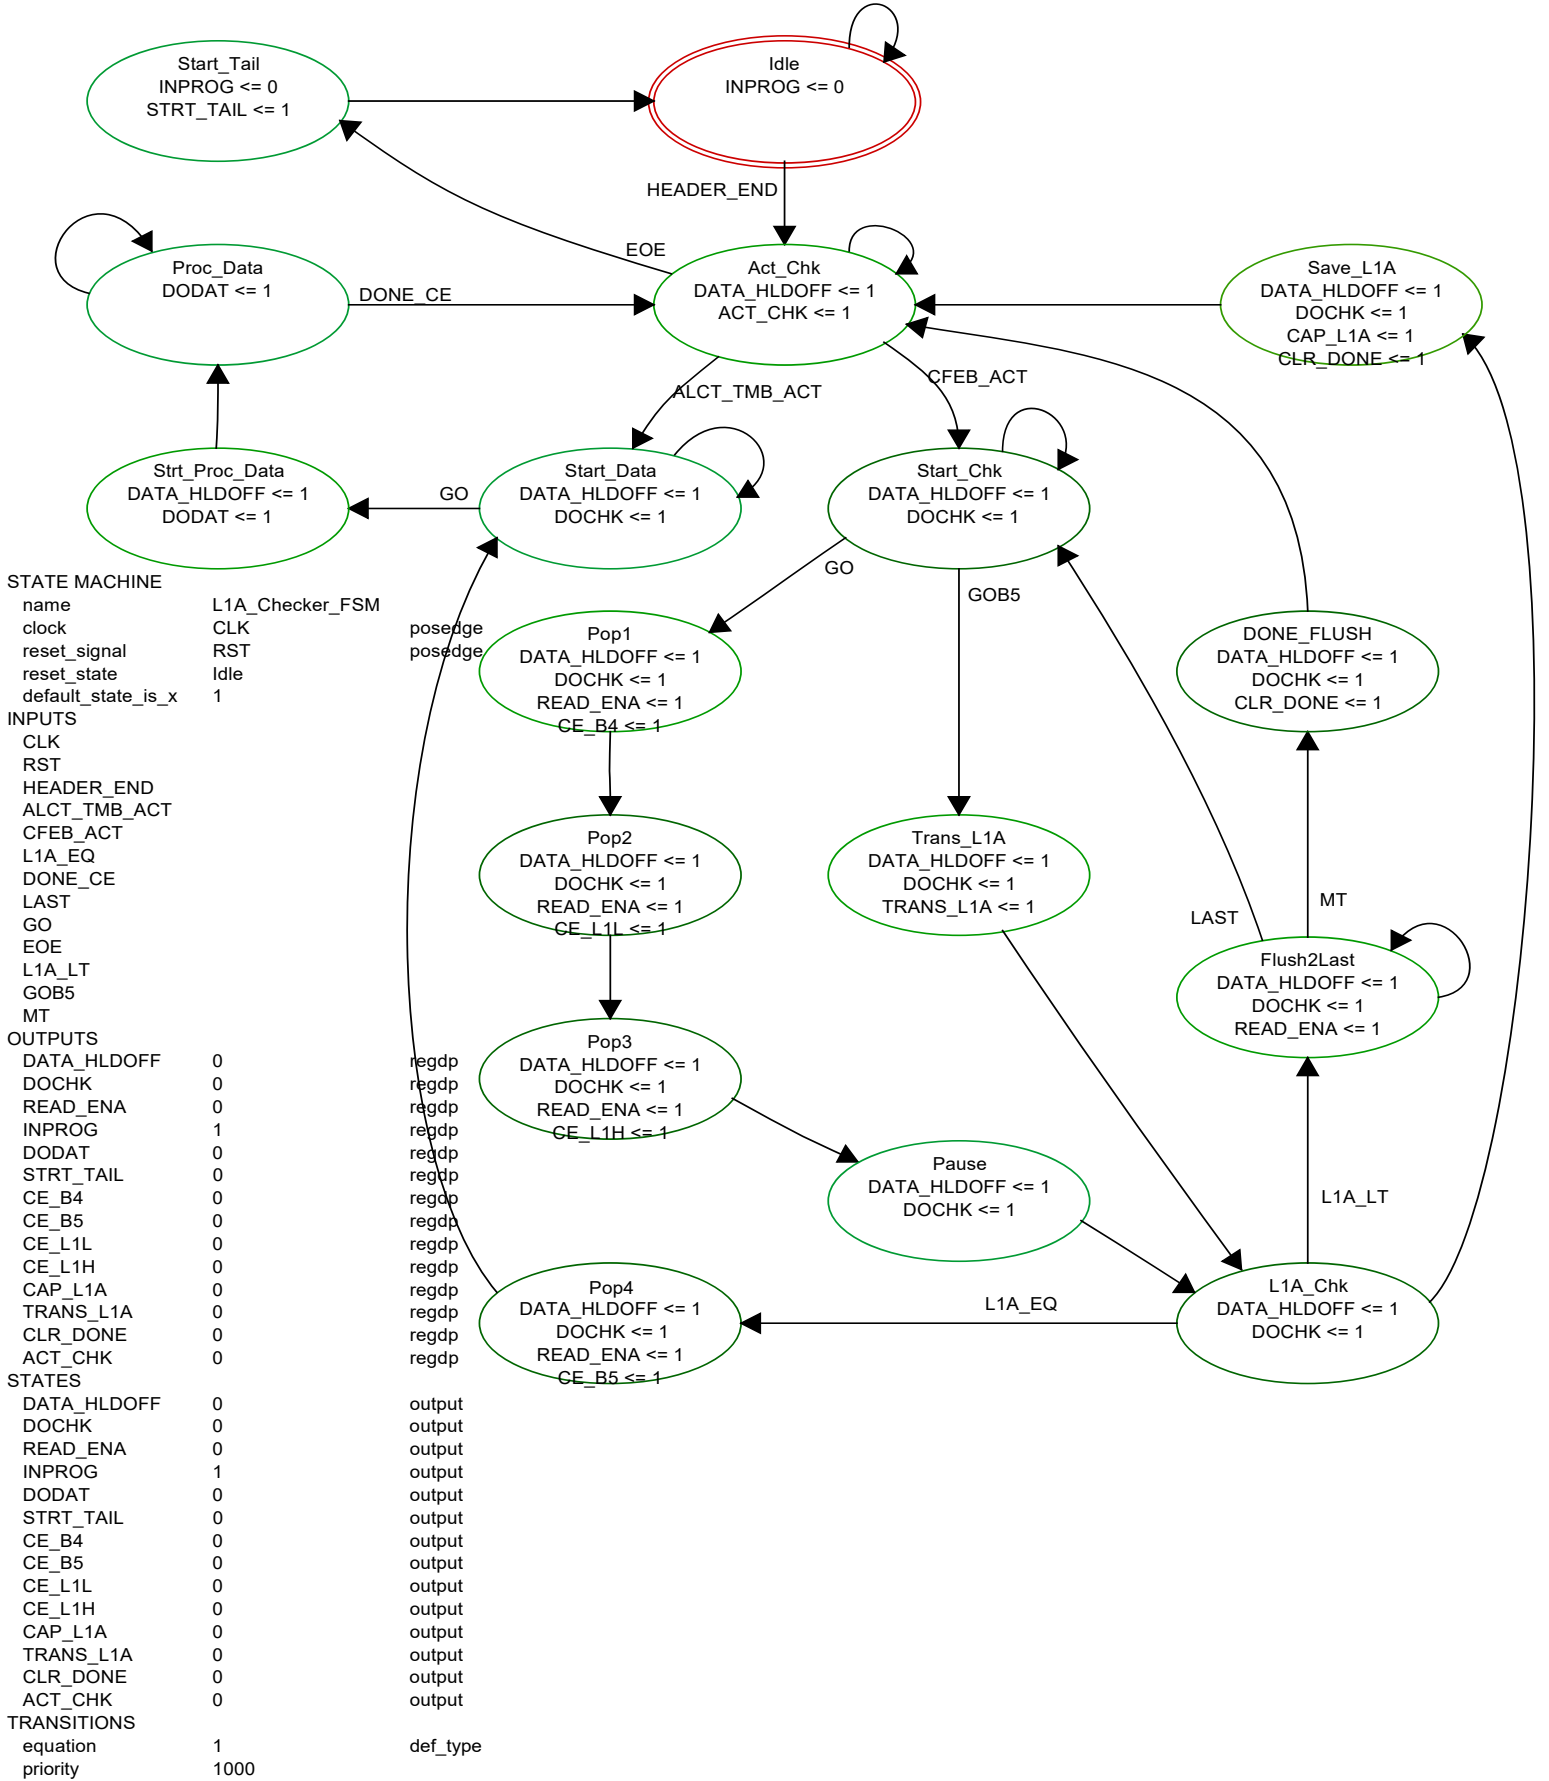 Start_Tail
INPROG <= 0
STRT_TAIL <= 1
Idle
INPROG <= 0
HEADER_END
EOE
Proc_Data
DODAT <= 1
DONE_CE
Act_Chk
DATA_HLDOFF <= 1
ACT_CHK <= 1
Save_L1A
DATA_HLDOFF <= 1
DOCHK <= 1
CAP_L1A <= 1
CLR_DONE <= 1
ALCT_TMB_ACT
CFEB_ACT
Strt_Proc_Data
DATA_HLDOFF <= 1
DODAT <= 1
GO
Start_Data
DATA_HLDOFF <= 1
DOCHK <= 1
Start_Chk
DATA_HLDOFF <= 1
DOCHK <= 1
GO
GOB5
Pop1
DATA_HLDOFF <= 1
DOCHK <= 1
READ_ENA <= 1
CE_B4 <= 1
DONE_FLUSH
DATA_HLDOFF <= 1
DOCHK <= 1
CLR_DONE <= 1
Pop2
DATA_HLDOFF <= 1
DOCHK <= 1
READ_ENA <= 1
CE_L1L <= 1
Trans_L1A
DATA_HLDOFF <= 1
DOCHK <= 1
TRANS_L1A <= 1
LAST
MT
Flush2Last
DATA_HLDOFF <= 1
DOCHK <= 1
READ_ENA <= 1
Pop3
DATA_HLDOFF <= 1
DOCHK <= 1
READ_ENA <= 1
CE_L1H <= 1
Pause
DATA_HLDOFF <= 1
DOCHK <= 1
L1A_LT
Pop4
DATA_HLDOFF <= 1
DOCHK <= 1
READ_ENA <= 1
CE_B5 <= 1
L1A_EQ
L1A_Chk
DATA_HLDOFF <= 1
DOCHK <= 1
STATE MACHINE
name L1A_Checker_FSM
clock CLK posedge
reset_signal RST posedge
reset_state Idle
default_state_is_x 1
INPUTS
CLK
RST
HEADER_END
ALCT_TMB_ACT
CFEB_ACT
L1A_EQ
DONE_CE
LAST
GO
EOE
L1A_LT
GOB5
MT
OUTPUTS
DATA_HLDOFF 0 regdp
DOCHK 0 regdp
READ_ENA 0 regdp
INPROG 1 regdp
DODAT 0 regdp
STRT_TAIL 0 regdp
CE_B4 0 regdp
CE_B5 0 regdp
CE_L1L 0 regdp
CE_L1H 0 regdp
CAP_L1A 0 regdp
TRANS_L1A 0 regdp
CLR_DONE 0 regdp
ACT_CHK 0 regdp
STATES
DATA_HLDOFF 0 output
DOCHK 0 output
READ_ENA 0 output
INPROG 1 output
DODAT 0 output
STRT_TAIL 0 output
CE_B4 0 output
CE_B5 0 output
CE_L1L 0 output
CE_L1H 0 output
CAP_L1A 0 output
TRANS_L1A 0 output
CLR_DONE 0 output
ACT_CHK 0 output
TRANSITIONS
equation 1 def_type
priority 1000